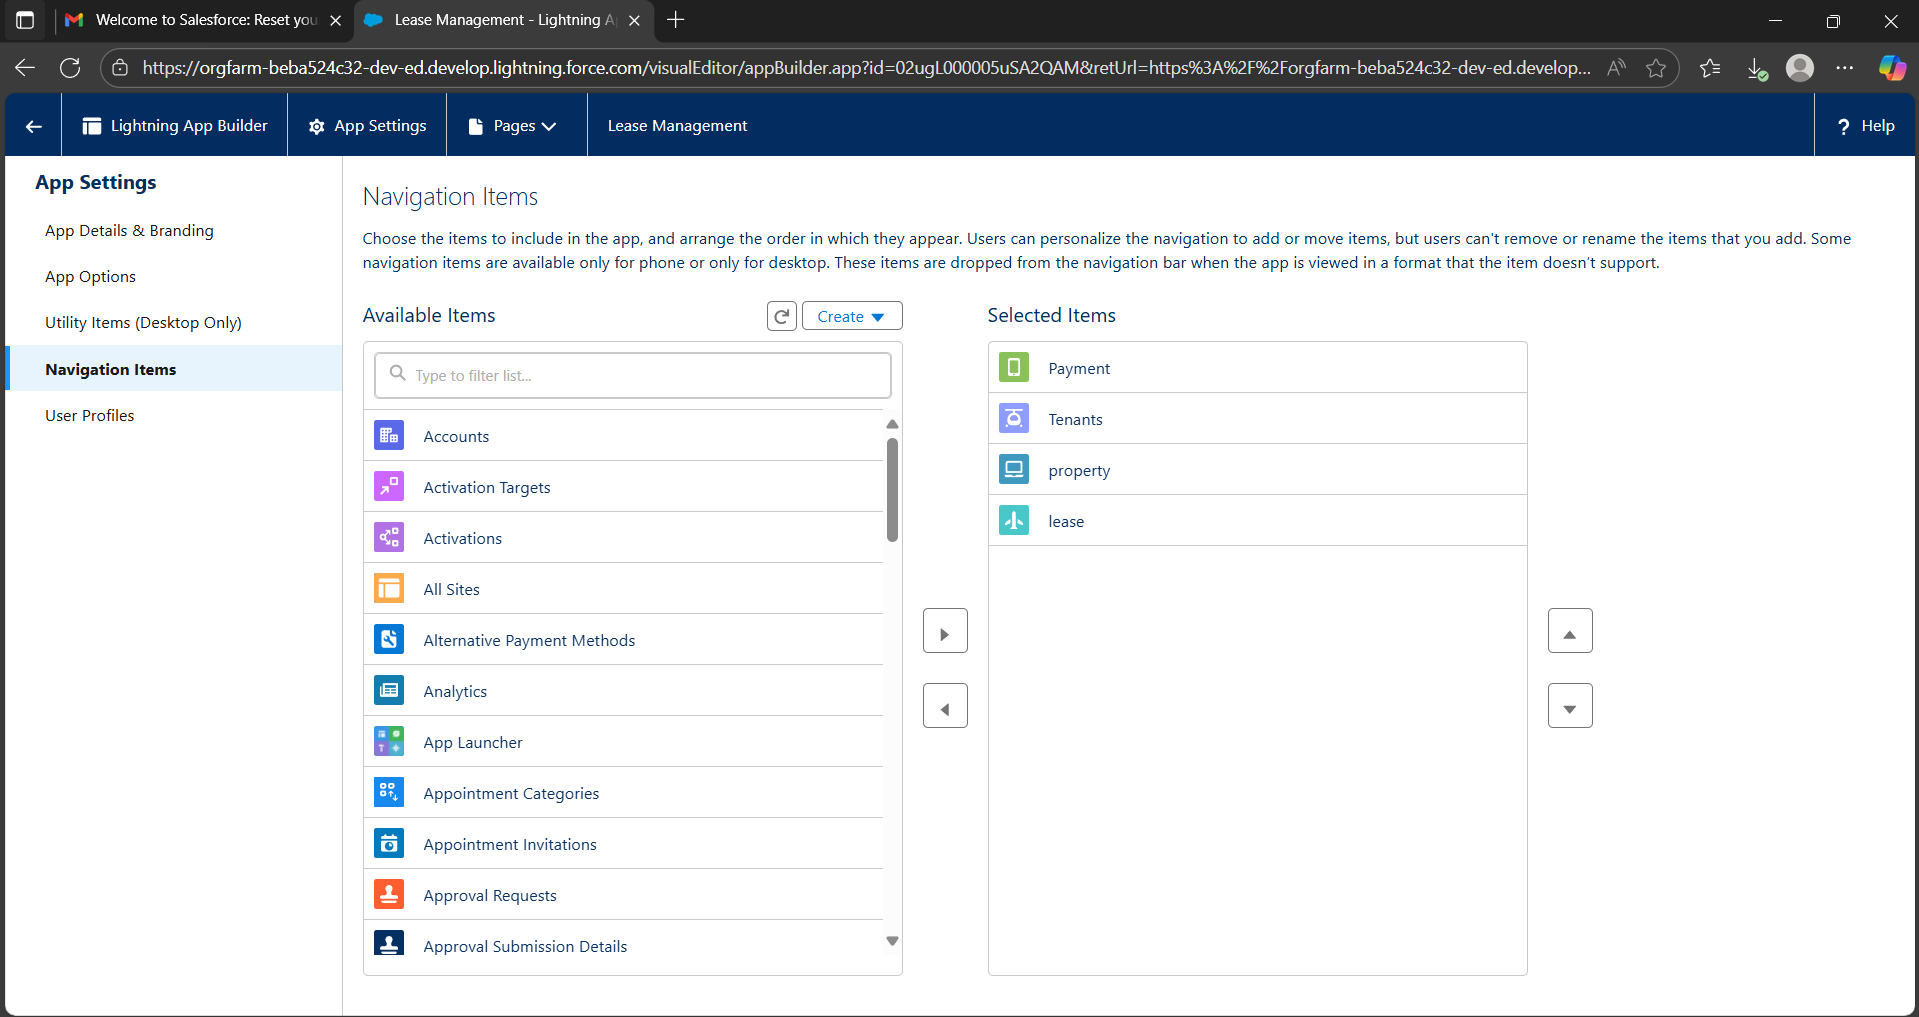 Welcome to Salesforce: Reset you
Lease Management - Lightning A
https://orgfarm-beba524c32-dev-ed.develop.lightning.force.com/visualEditor/appBuilder.app?id=02ugL000005uSA2QAM&retUrl=https%3A%2F%2Forgfarm-beba524c32-dev-ed.develop...
Lightning App Builder
App Settings
Pages
Lease Management
? Help
App Settings
App Details & Branding
App Options
Utility Items (Desktop Only)
Navigation Items
User Profiles
Navigation Items
Choose the items to include in the app, and arrange the order in which they appear. Users can personalize the navigation to add or move items, but users can't remove or rename the items that you add. Some
navigation items are available only for phone or only for desktop. These items are dropped from the navigation bar when the app is viewed in a format that the item doesn't support.
Available Items
Create
Type to filter list...
Accounts
Activation Targets
Activations
All Sites
Alternative Payment Methods
Analytics
App Launcher
Appointment Categories
Appointment Invitations
Approval Requests
Approval Submission Details
Selected Items
Payment
Tenants
property
lease